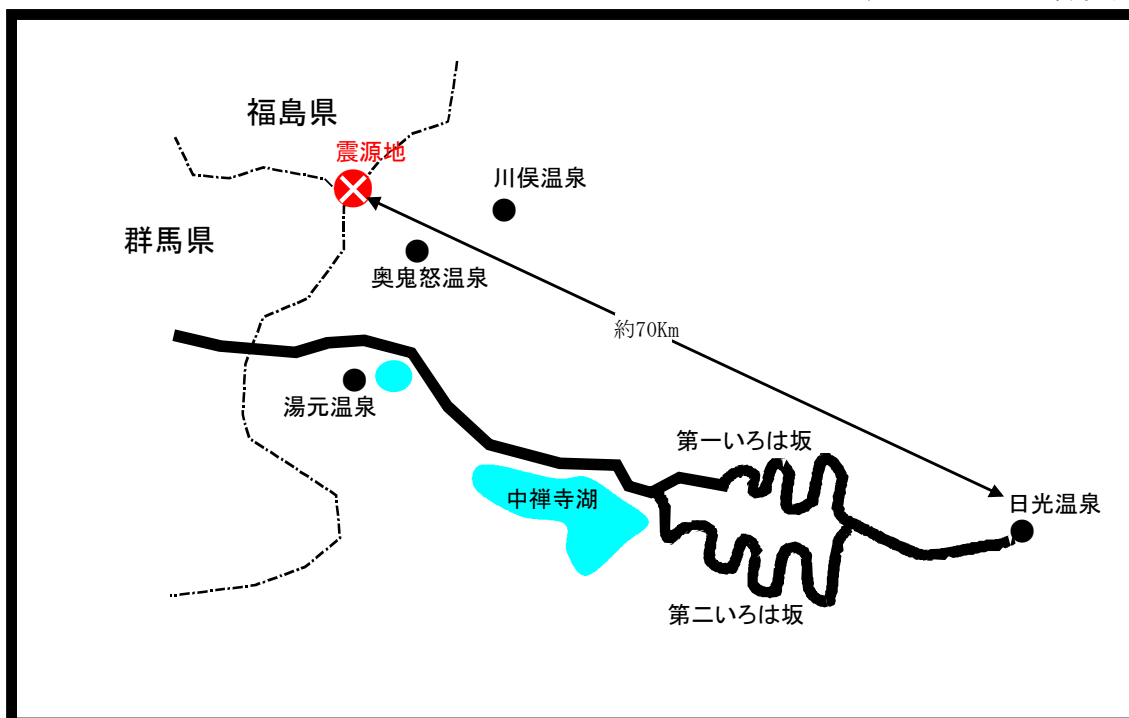 福島県
震源地
川俣温泉
群馬県
奥鬼怒温泉
約70Km
湯元温泉
第一いろは坂
中禅寺湖
日光温泉
第二いろは坂